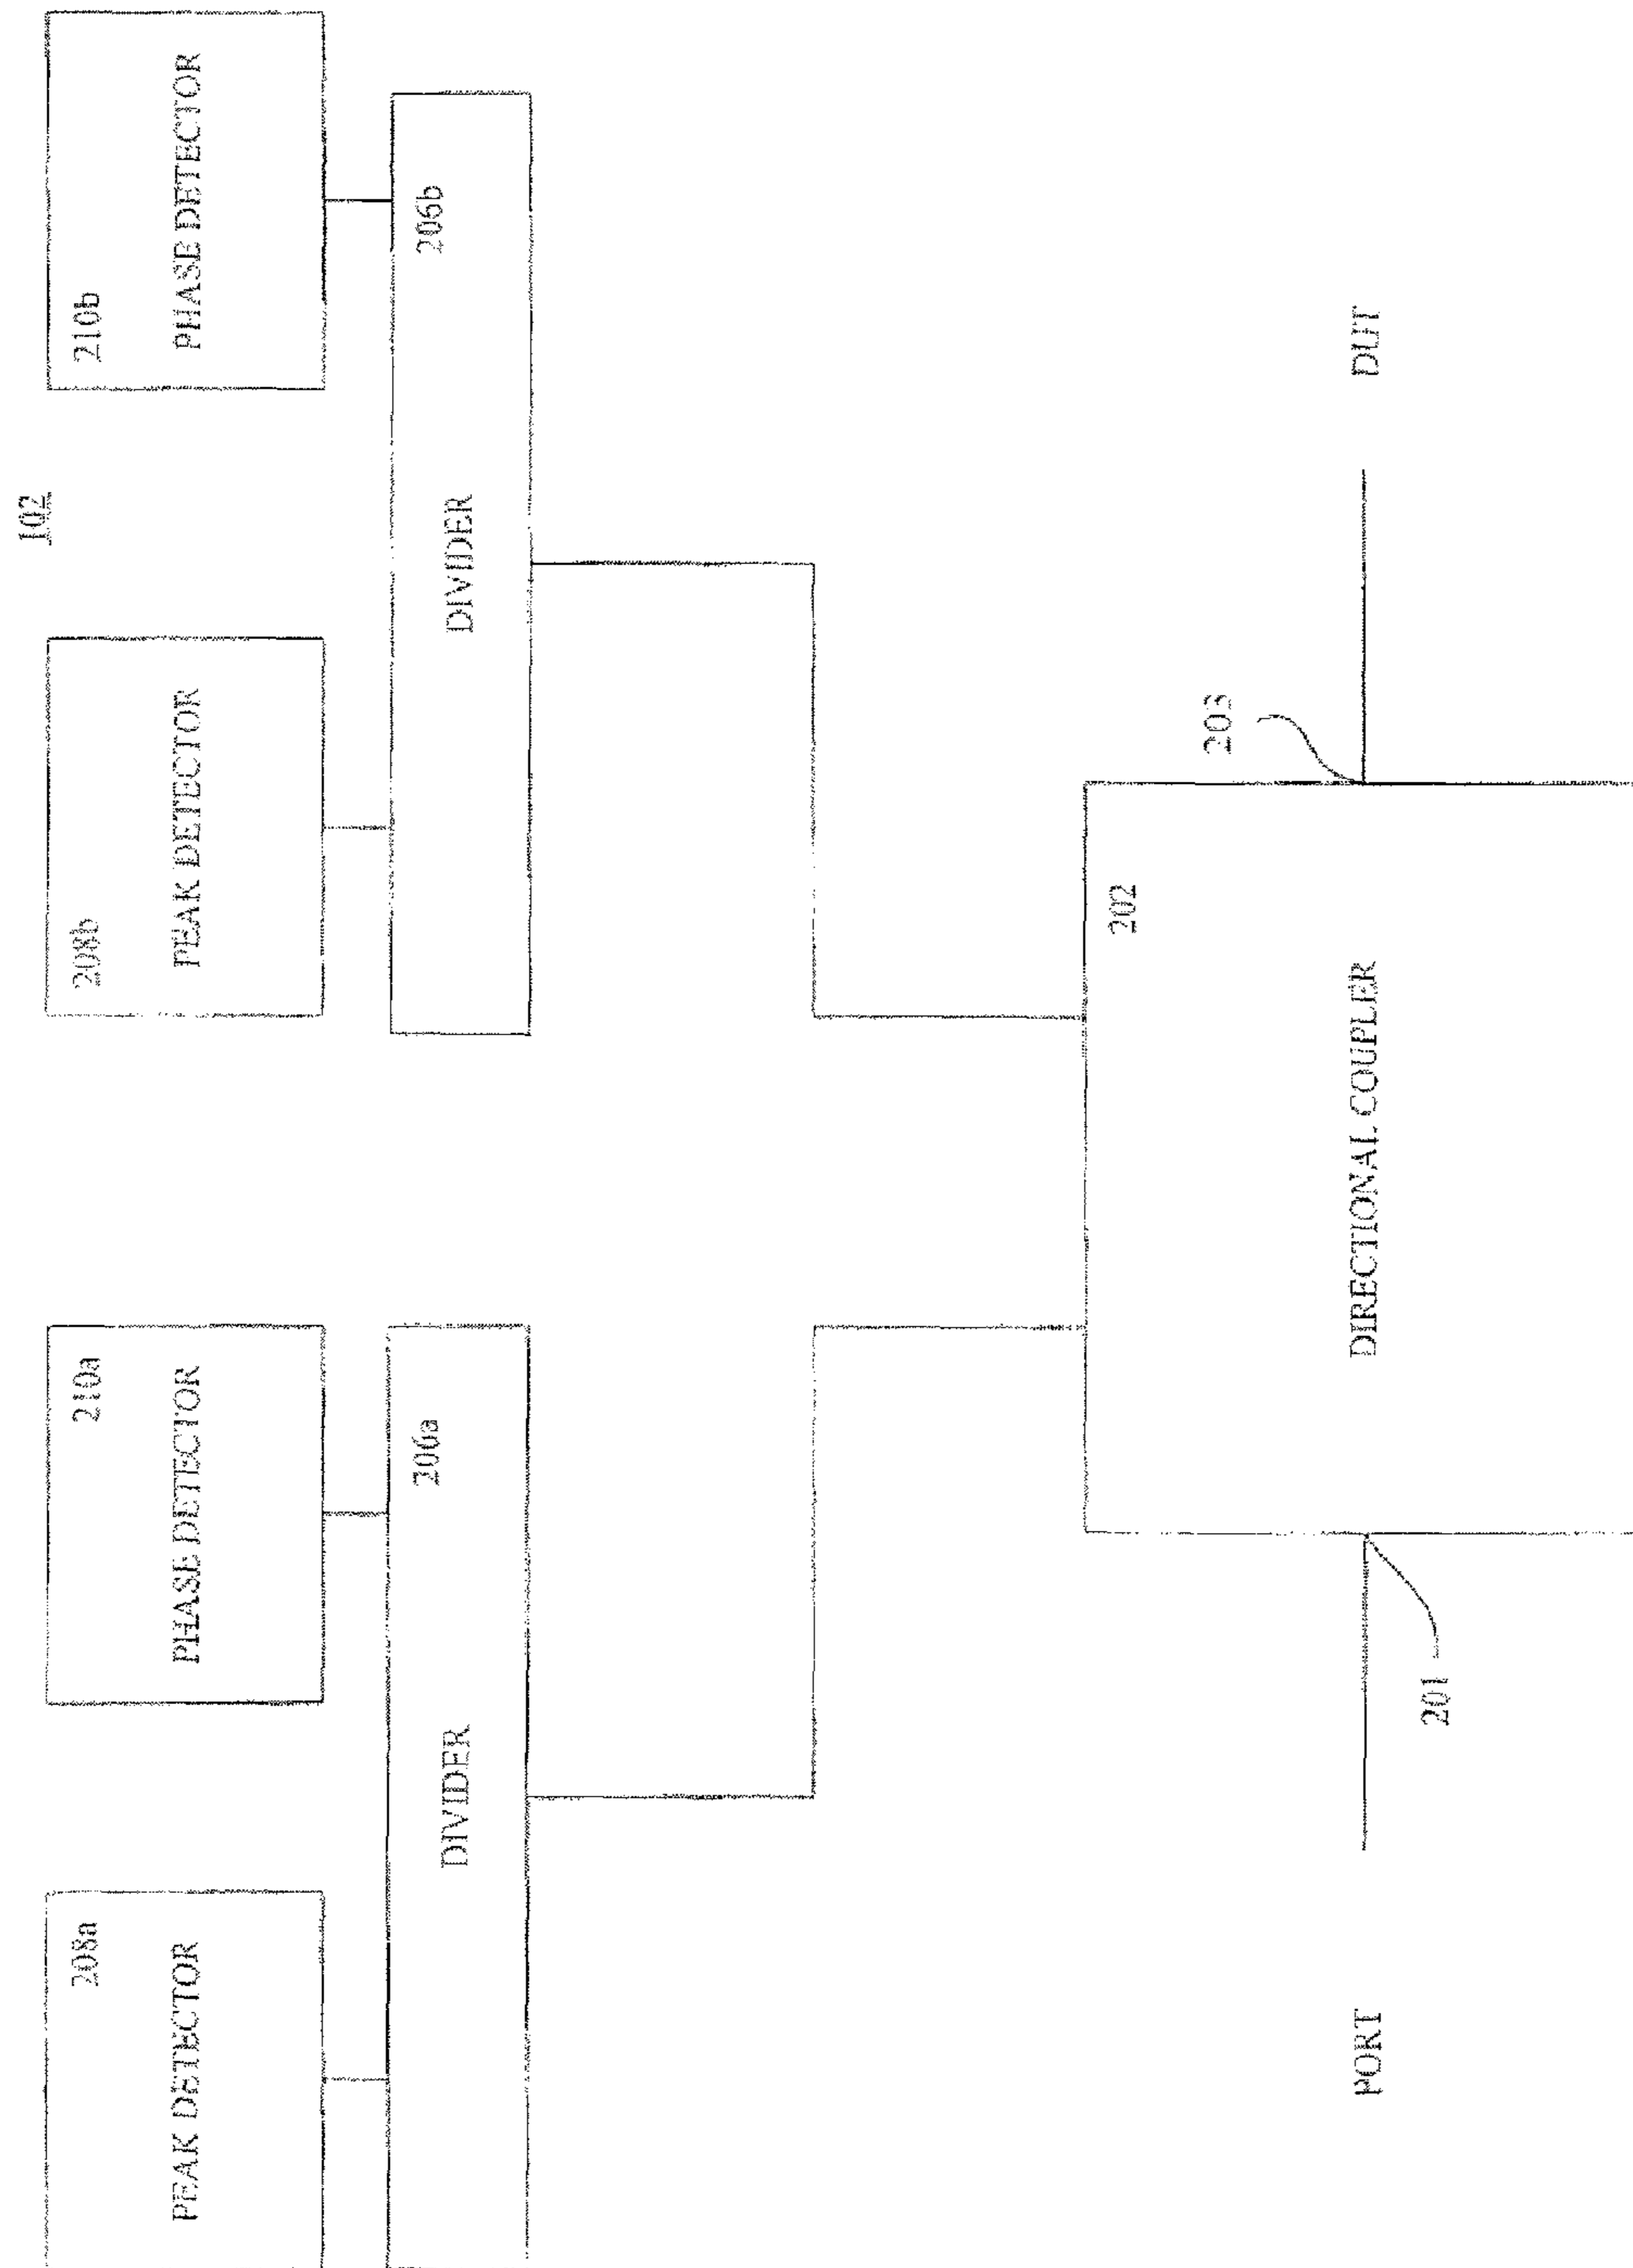 102
208a
PEAK DETECTOR
210a
PHASE DETECTOR
208b
PEAK DETECTOR
210b
PHASE DETECTOR
206a
DIVIDER
206b
DIVIDER
202
DIRECTIONAL COUPLER
203
201
PORT
DUT